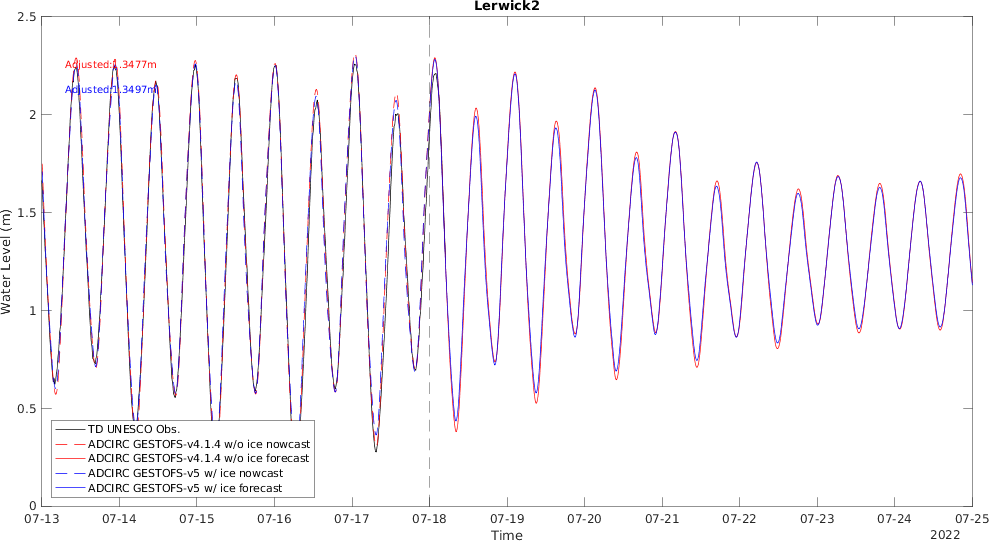 Lerwick2
2.5
2
1.5
1
0.5
0
Water Level (m)
Adjusted:1.3477m
Adjusted:1.3497m
TD UNESCO Obs.
ADCIRC GESTOFS-v4.1.4 w/o ice nowcast
ADCIRC GESTOFS-v4.1.4 w/o ice forecast
ADCIRC GESTOFS-v5 w/ ice nowcast
ADCIRC GESTOFS-v5 w/ ice forecast
07-13 07-14 07-15 07-16 07-17 07-18 07-19 07-20 07-21 07-22 07-23 07-24 07-25
Time
2022